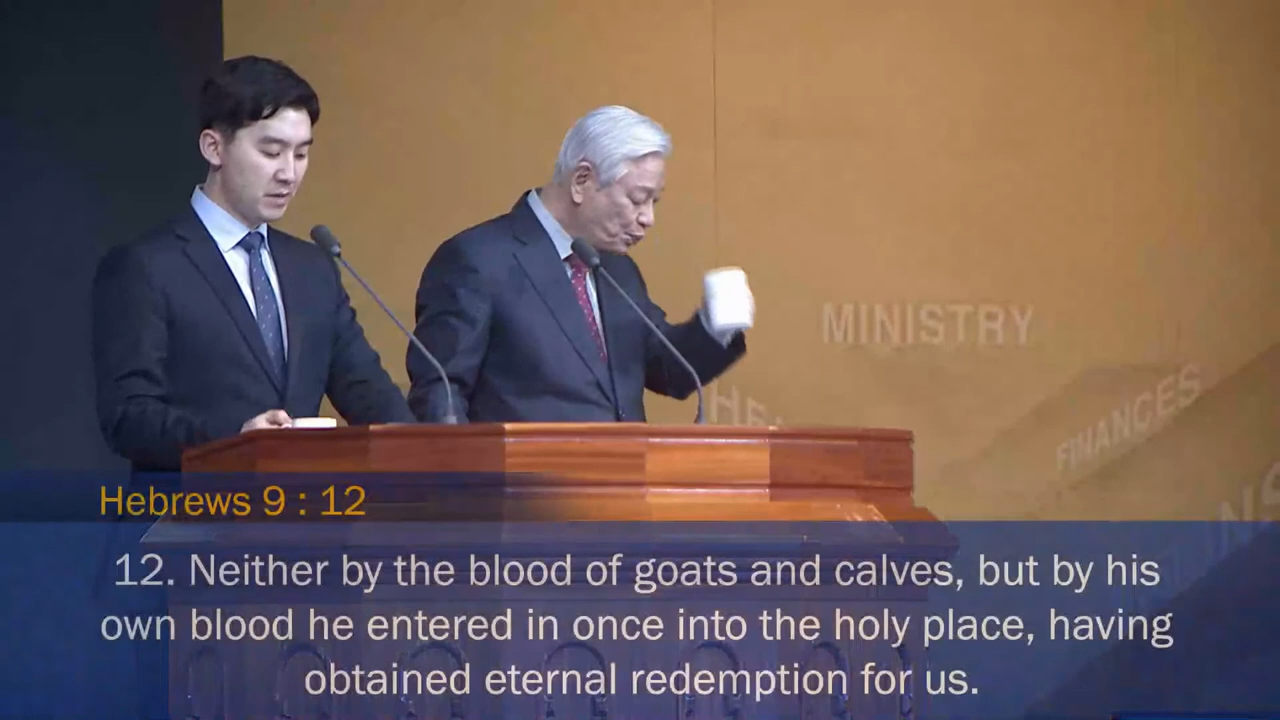 MINISTRY
FINANCES
Hebrews 9 : 12
12. Neither by the blood of goats and calves, but by his
own blood he entered in once into the holy place, having
obtained eternal redemption for us.